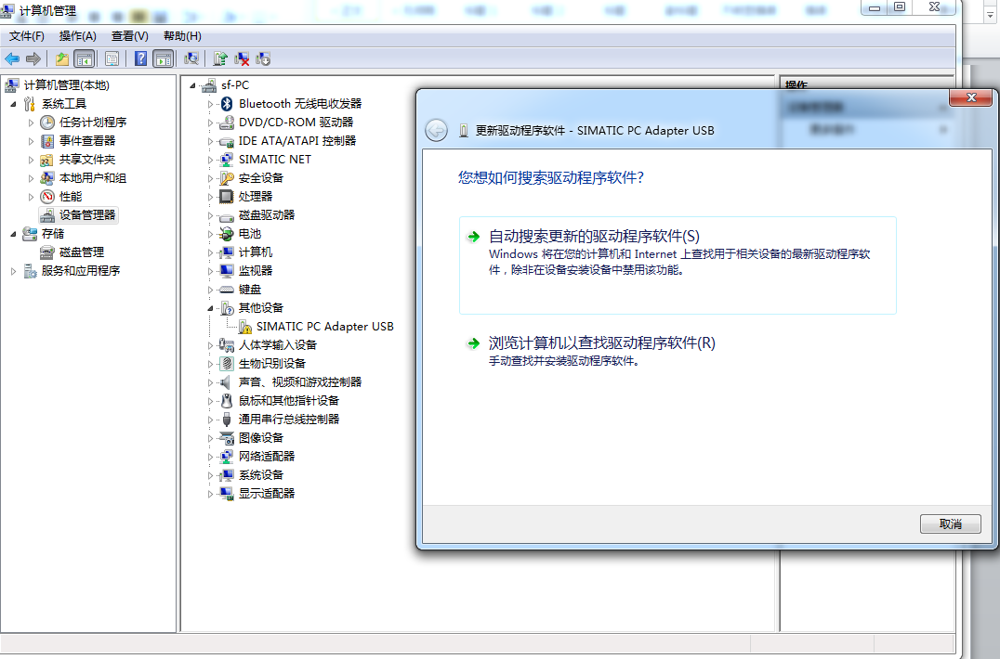 计算机管理
文件(F) 操作(A) 查看(V) 帮助(H)
计算机管理(本地)
系统工具
任务计划程序
事件查看器
共享文件夹
本地用户和组
性能
设备管理器
存储
磁盘管理
服务和应用程序
sf-PC
Bluetooth 无线电收发器
DVD/CD-ROM 驱动器
IDE ATA/ATAPI 控制器
SIMATIC NET
安全设备
处理器
磁盘驱动器
电池
计算机
监视器
键盘
其他设备
SIMATIC PC Adapter USB
人体学输入设备
生物识别设备
声音、视频和游戏控制器
鼠标和其他指针设备
通用串行总线控制器
图像设备
网络适配器
系统设备
显示适配器
操作
更新驱动程序软件 - SIMATIC PC Adapter USB
您想如何搜索驱动程序软件?
自动搜索更新的驱动程序软件(S)
Windows 将在您的计算机和 Internet 上查找用于相关设备的最新驱动程序软
件，除非在设备安装设备中禁用该功能。
浏览计算机以查找驱动程序软件(R)
手动查找并安装驱动程序软件。
取消